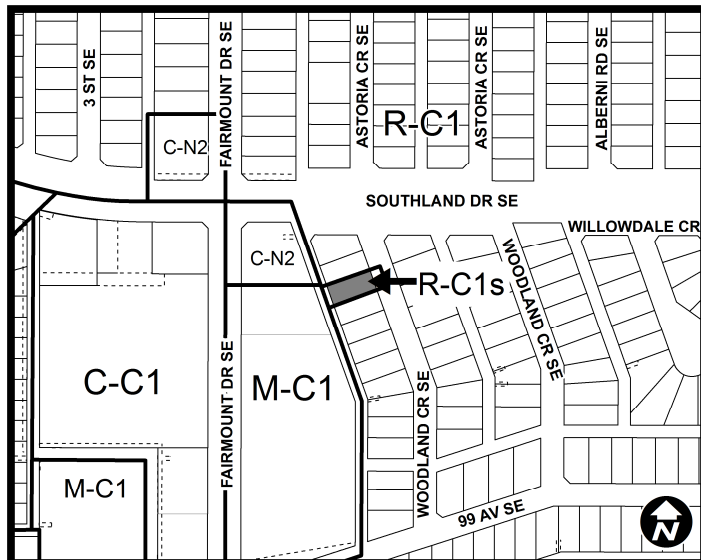 3 ST SE
FAIRMOUNT DR SE
ASTORIA CR SE
ASTORIA CR SE
ALBERNI RD SE
R-C1
C-N2
SOUTHLAND DR SE
WILLOWDALE CR
C-N2
R-C1s
WOODLAND CR SE
C-C1
M-C1
FAIRMOUNT DR SE
WOODLAND CR SE
M-C1
99 AV SE
N